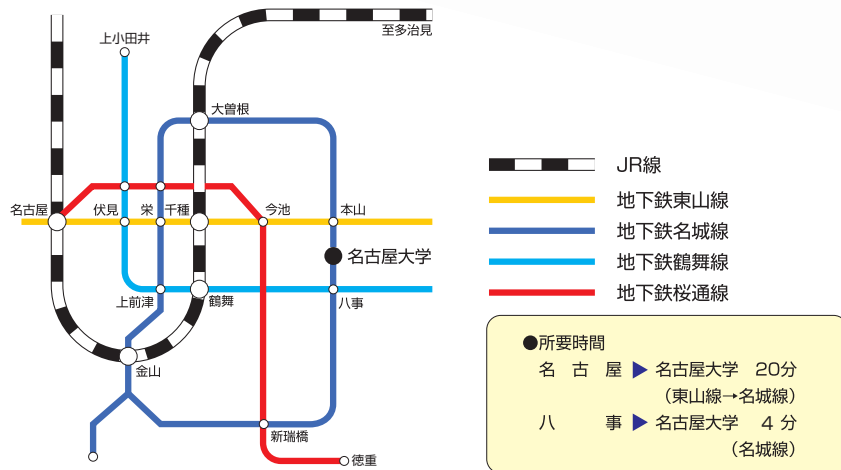 至多治見
上小田井
大曽根
名古屋
伏見
栄
千種
今池
本山
名古屋大学
上前津
鶴舞
八事
金山
新瑞橋
徳重
JR線
地下鉄東山線
地下鉄名城線
地下鉄鶴舞線
地下鉄桜通線
●所要時間
名古屋▶名古屋大学 20分
(東山線→名城線)
八事▶名古屋大学 4分
(名城線)